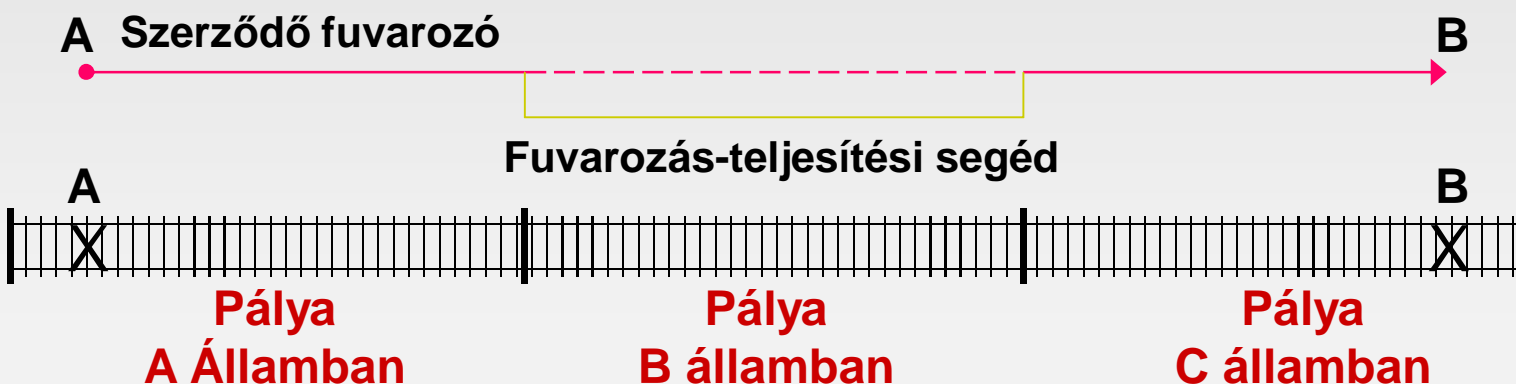 A Szerződő fuvarozó B
Fuvarozás-teljesítési segéd
A B
X X
Pálya Pálya Pálya
A Államban B államban C államban